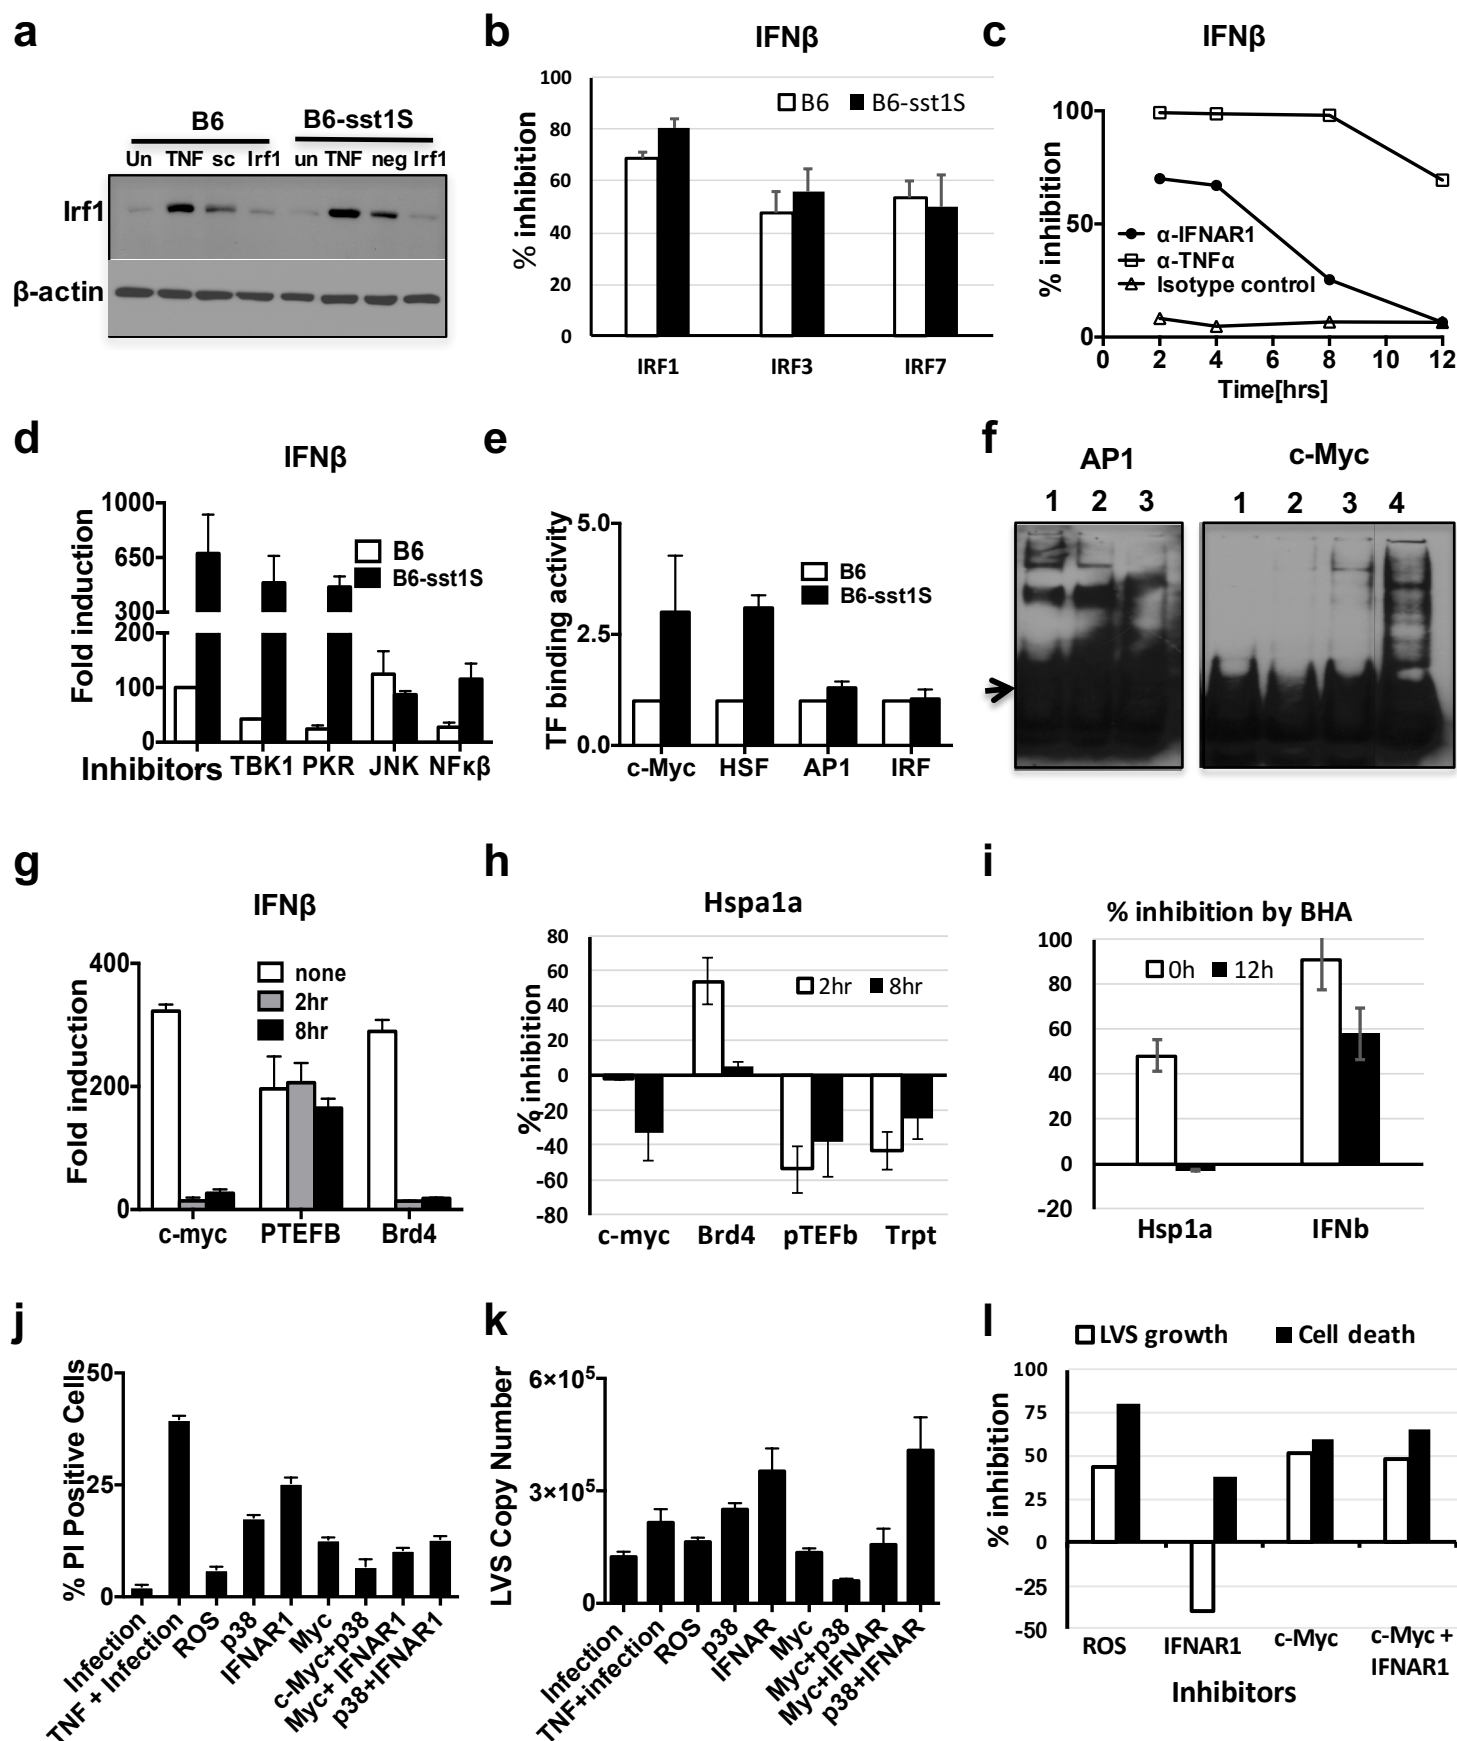 a
B6
B6-sst1S
Un TNF sc Irf1 un TNF neg Irf1
Irf1
β-actin
b
IFNβ
B6 B6-sst1S
% inhibition
100
80
60
40
20
0
IRF1 IRF3 IRF7
c
IFNβ
% inhibition
100
50
0
α-IFNAR1
α-TNFα
Isotype control
0 2 4 6 8 10 12
Time[hrs]
d
IFNβ
Fold induction
1000
650
300
200
100
0
B6
B6-sst1S
Inhibitors TBK1 PKR JNK NFκβ
e
TF binding activity
5.0
2.5
0.0
B6
B6-sst1S
c-Myc HSF AP1 IRF
f
AP1 c-Myc
1 2 3 1 2 3 4
g
IFNβ
Fold induction
400
200
0
none
2hr
8hr
c-myc PTEFB Brd4
h
Hspa1a
% inhibition
80
60
40
20
0
-20
-40
-60
-80
2hr 8hr
c-myc Brd4 pTEFb Trpt
i
% inhibition by BHA
100
80
60
40
20
0
-20
0h 12h
Hsp1a IFNb
j
% PI Positive Cells
50
25
0
Infection
TNF + Infection
ROS
p38
IFNAR1
Myc
c-Myc+p38
Myc+ IFNAR1
p38+IFNAR1
k
LVS Copy Number
6×10⁵
3×10⁵
0
Infection
TNF+infection
ROS
p38
IFNAR
Myc
Myc+p38
Myc+IFNAR
p38+IFNAR
l
LVS growth Cell death
% inhibition
100
75
50
25
0
-25
-50
ROS IFNAR1 c-Myc c-Myc +
IFNAR1
Inhibitors